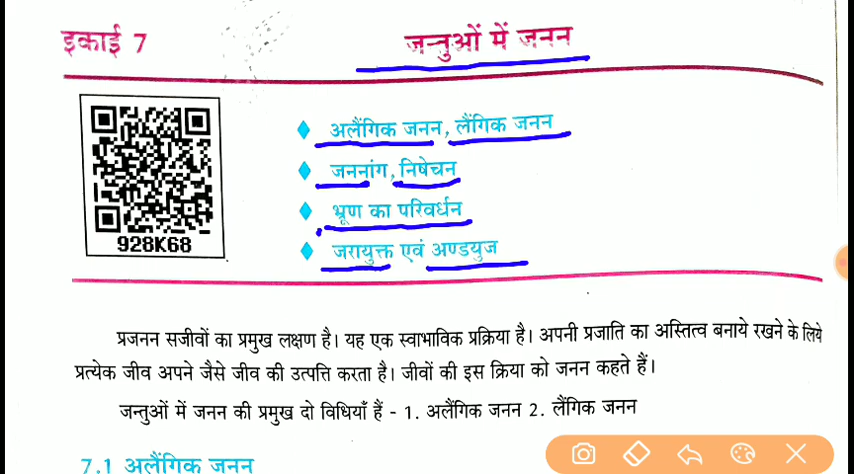 इकाई 7
जन्तुओं में जनन
अलैंगिक जनन, लैंगिक जनन
जननांग, निषेचन
भ्रूण का परिवर्धन
जरायुक्त एवं अण्डयुज
928K68
प्रजनन सजीवों का प्रमुख लक्षण है। यह एक स्वाभाविक प्रक्रिया है। अपनी प्रजाति का अस्तित्व बनाये रखने के लिये
प्रत्येक जीव अपने जैसे जीव की उत्पत्ति करता है। जीवों की इस क्रिया को जनन कहते हैं।
जन्तुओं में जनन की प्रमुख दो विधियाँ हैं - 1. अलैंगिक जनन 2. लैंगिक जनन
7.1 अलैंगिक जनन